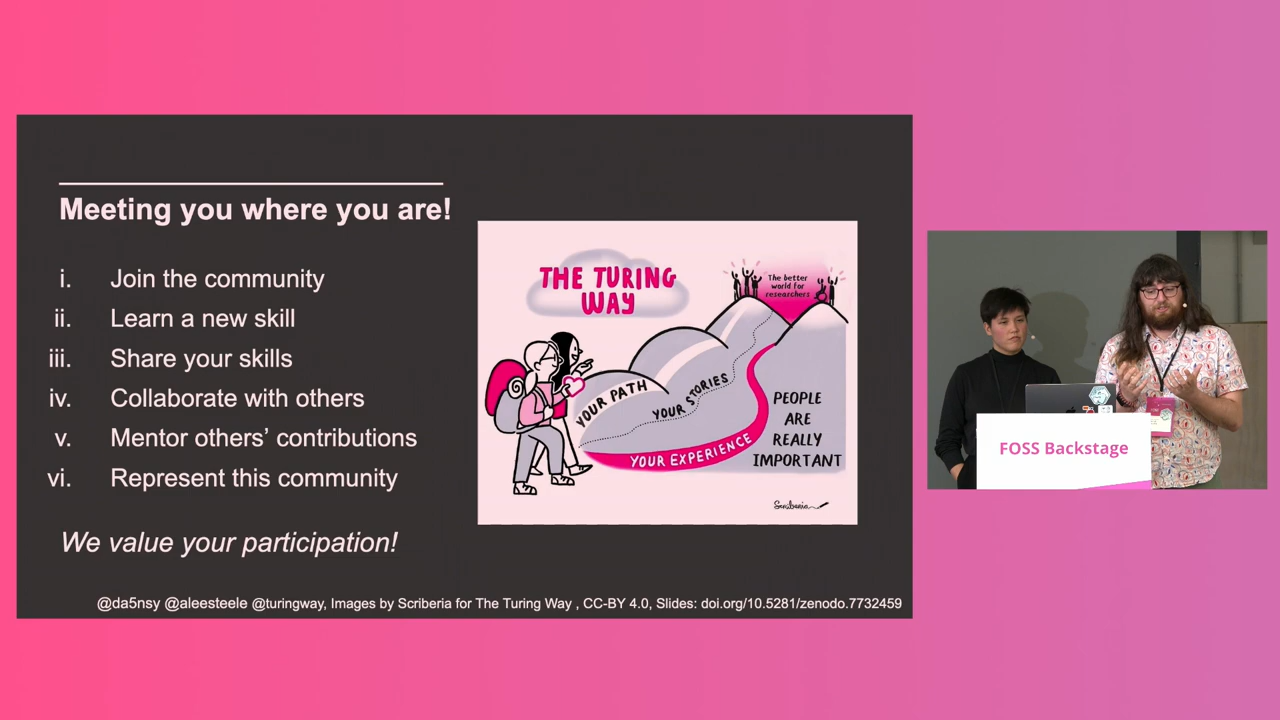 Meeting you where you are!
i. Join the community
ii. Learn a new skill
iii. Share your skills
iv. Collaborate with others
v. Mentor others’ contributions
vi. Represent this community
We value your participation!
THE TURING
WAY
The better
world for
researchers
YOUR PATH
YOUR STORIES
YOUR EXPERIENCE
PEOPLE
ARE
REALLY
IMPORTANT
Scriberia
@da5nsy @aleesteele @turingway, Images by Scriberia for The Turing Way , CC-BY 4.0, Slides: doi.org/10.5281/zenodo.7732459
FOSS Backstage